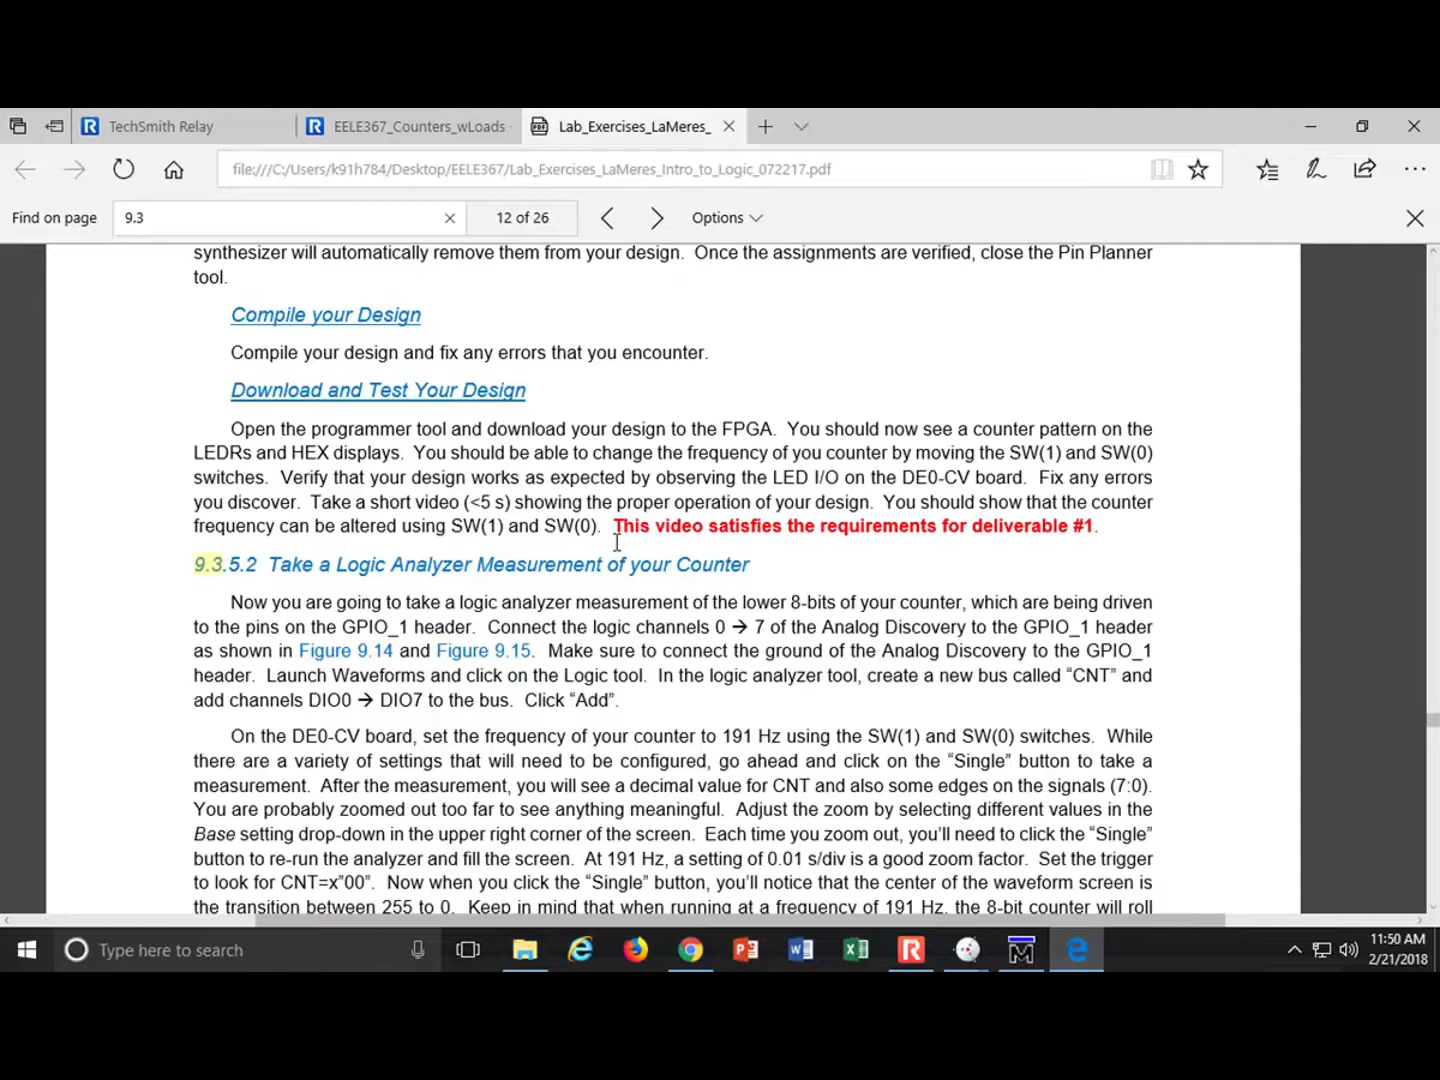 TechSmith Relay
EELE367_Counters_wLoads
Lab_Exercises_LaMeres_
file:///C:/Users/k91h784/Desktop/EELE367/Lab_Exercises_LaMeres_Intro_to_Logic_072217.pdf
Find on page
9.3
12 of 26
Options
synthesizer will automatically remove them from your design. Once the assignments are verified, close the Pin Planner
tool.
Compile your Design
Compile your design and fix any errors that you encounter.
Download and Test Your Design
Open the programmer tool and download your design to the FPGA. You should now see a counter pattern on the
LEDRs and HEX displays. You should be able to change the frequency of you counter by moving the SW(1) and SW(0)
switches. Verify that your design works as expected by observing the LED I/O on the DE0-CV board. Fix any errors
you discover. Take a short video (<5 s) showing the proper operation of your design. You should show that the counter
frequency can be altered using SW(1) and SW(0). This video satisfies the requirements for deliverable #1.
9.3.5.2 Take a Logic Analyzer Measurement of your Counter
Now you are going to take a logic analyzer measurement of the lower 8-bits of your counter, which are being driven
to the pins on the GPIO_1 header. Connect the logic channels 0 → 7 of the Analog Discovery to the GPIO_1 header
as shown in Figure 9.14 and Figure 9.15. Make sure to connect the ground of the Analog Discovery to the GPIO_1
header. Launch Waveforms and click on the Logic tool. In the logic analyzer tool, create a new bus called “CNT” and
add channels DIO0 → DIO7 to the bus. Click “Add”.
On the DE0-CV board, set the frequency of your counter to 191 Hz using the SW(1) and SW(0) switches. While
there are a variety of settings that will need to be configured, go ahead and click on the “Single” button to take a
measurement. After the measurement, you will see a decimal value for CNT and also some edges on the signals (7:0).
You are probably zoomed out too far to see anything meaningful. Adjust the zoom by selecting different values in the
Base setting drop-down in the upper right corner of the screen. Each time you zoom out, you’ll need to click the “Single”
button to re-run the analyzer and fill the screen. At 191 Hz, a setting of 0.01 s/div is a good zoom factor. Set the trigger
to look for CNT=x”00”. Now when you click the “Single” button, you’ll notice that the center of the waveform screen is
the transition between 255 to 0. Keep in mind that when running at a frequency of 191 Hz, the 8-bit counter will roll
Type here to search
11:50 AM
2/21/2018